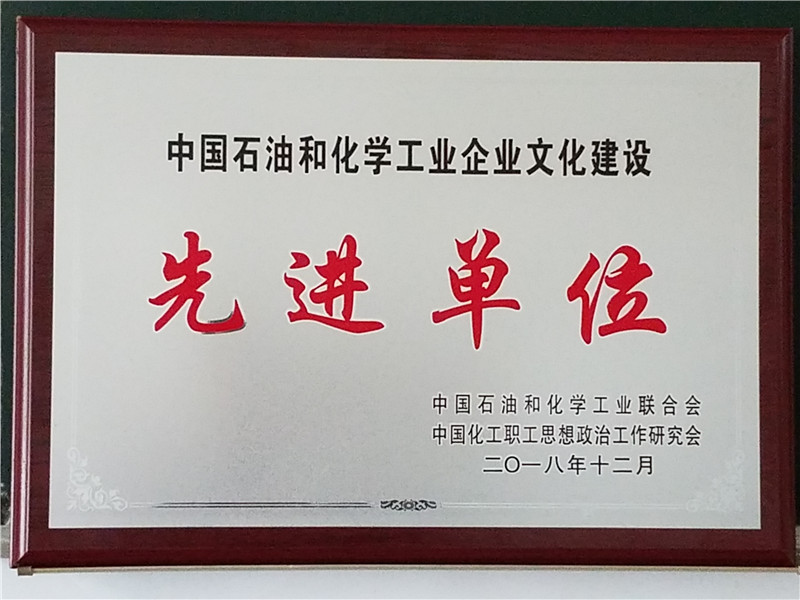 中国石油和化学工业企业文化建设
先进单位
中国石油和化学工业联合会
中国化工职工思想政治工作研究会
二〇一八年十二月